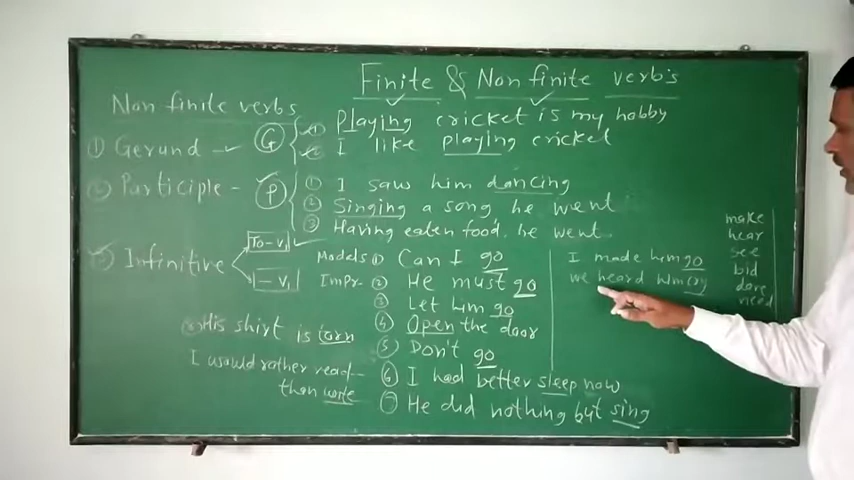 Finite & Non finite verb's
Non finite verbs
① Gerund - G
① Playing cricket is my hobby
② I like playing cricket
② Participle - P
① I saw him dancing
② Singing a song, he went
③ Having eaten food, he went
③ Infinitive
To-V₁
-V₁
Models ① Can I go
Impr- ② He must go
③ Let him go
④ Open the door
⑤ Don't go
⑥ I had better sleep now
⑦ He did nothing but sing
His shirt is torn
I would rather read--
than write
I made him go
we heard him cry
make
hear
see
bid
dare
need